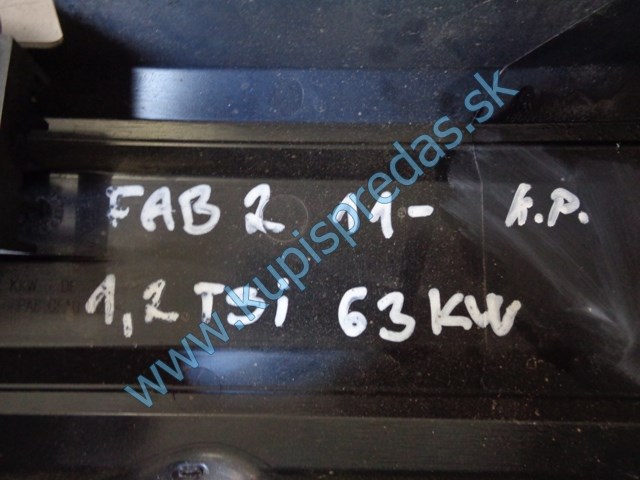 FAB 2 11- K.P.
1,2 TSi 63 KW
www.kupispredas.sk